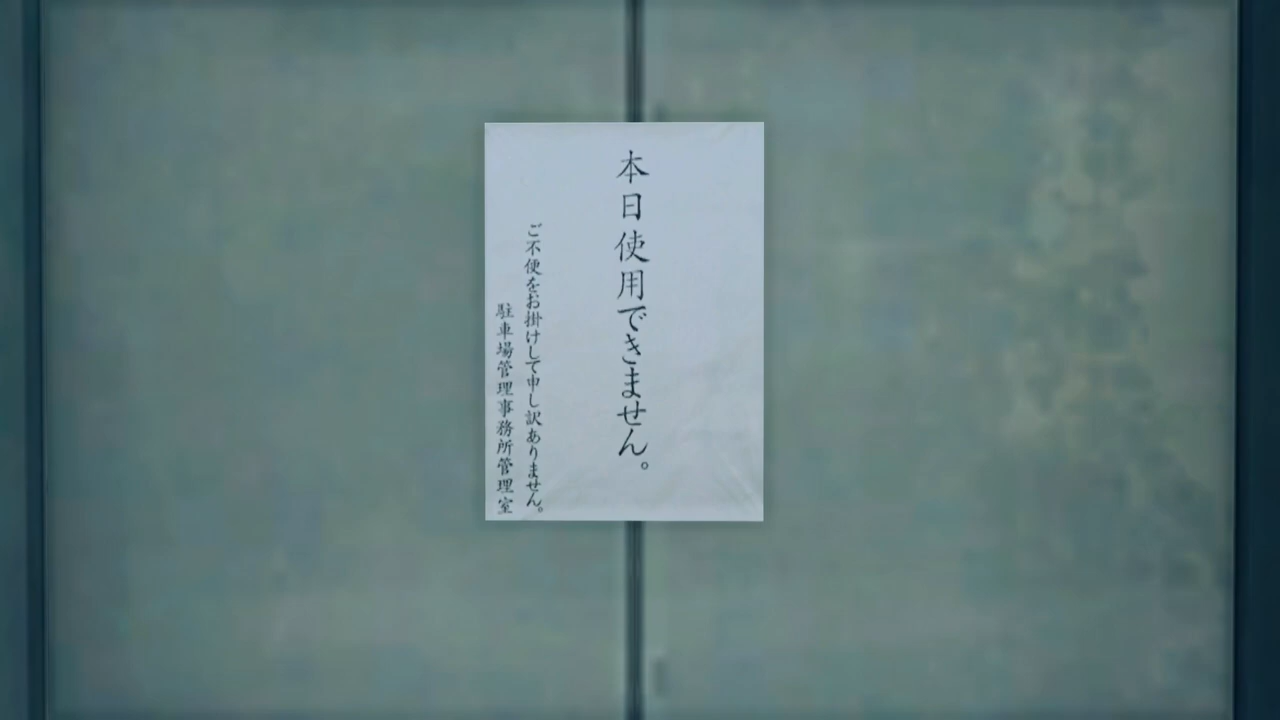 本日使用できません。
ご不便をお掛けして申し訳ありません。
駐車場管理事務所管理室